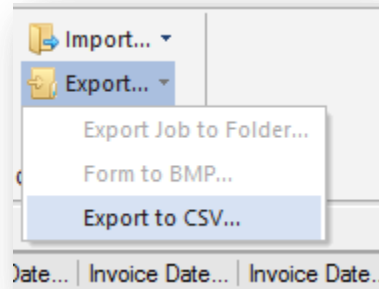 Import...
Export...
Export Job to Folder...
Form to BMP...
Export to CSV...
Date... Invoice Date... Invoice Date...